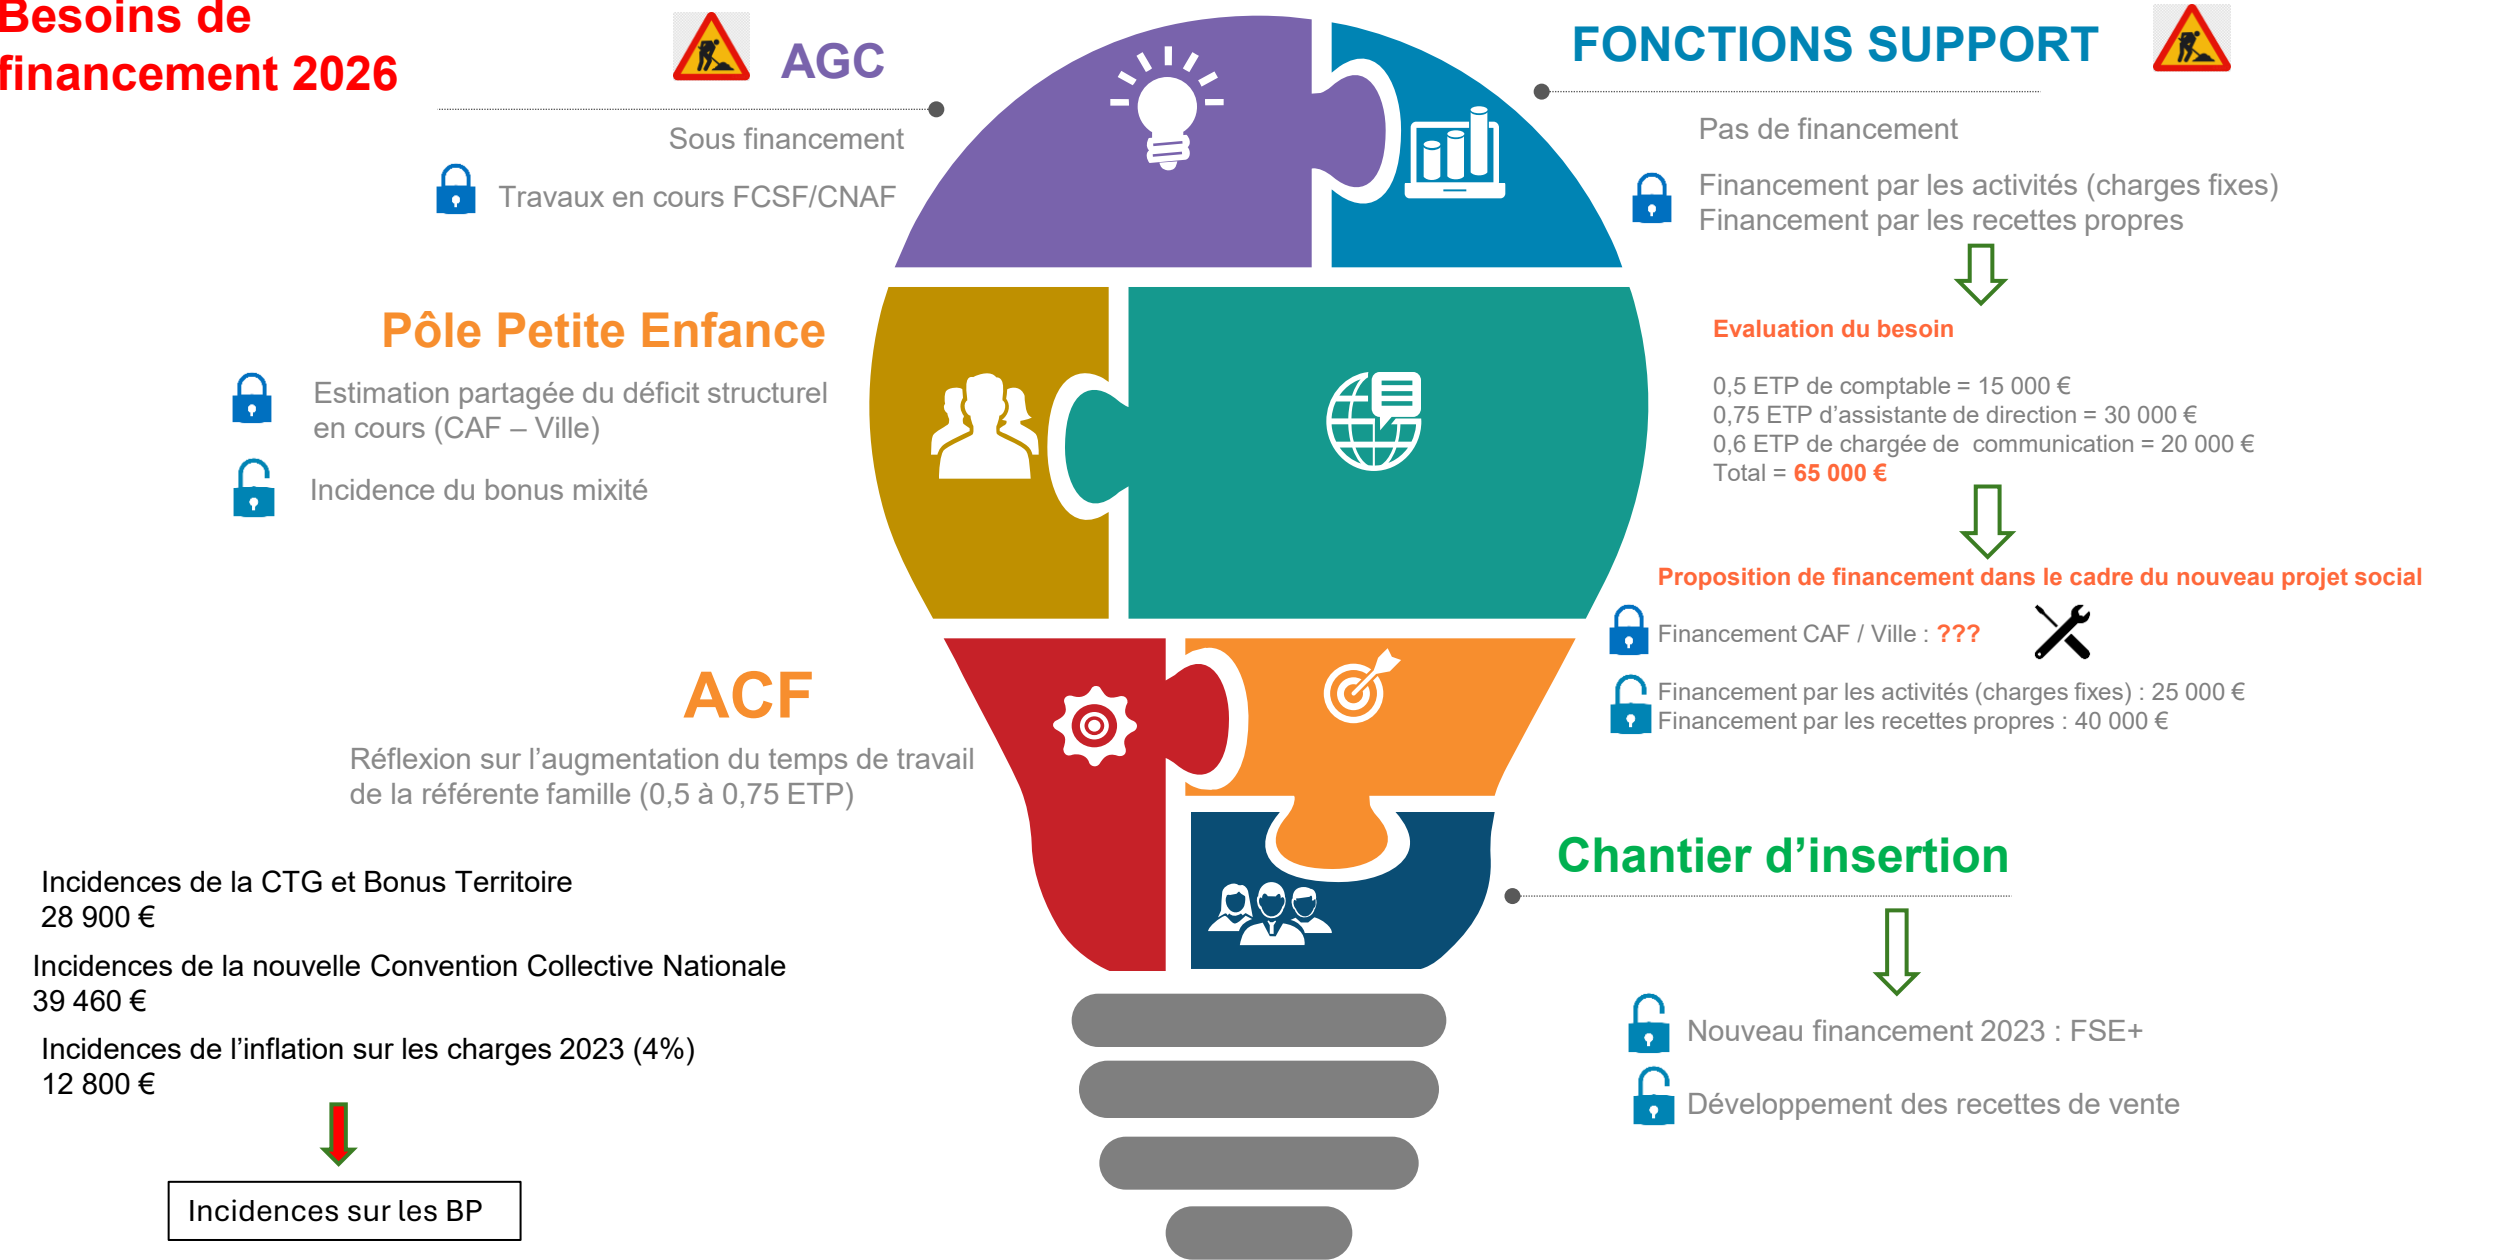 Besoins de
financement 2026
AGC
Sous financement
Travaux en cours FCSF/CNAF
Pôle Petite Enfance
Estimation partagée du déficit structurel
en cours (CAF – Ville)
Incidence du bonus mixité
ACF
Réflexion sur l’augmentation du temps de travail
de la référente famille (0,5 à 0,75 ETP)
Incidences de la CTG et Bonus Territoire
28 900 €
Incidences de la nouvelle Convention Collective Nationale
39 460 €
Incidences de l’inflation sur les charges 2023 (4%)
12 800 €
Incidences sur les BP
FONCTIONS SUPPORT
Pas de financement
Financement par les activités (charges fixes)
Financement par les recettes propres
Evaluation du besoin
0,5 ETP de comptable = 15 000 €
0,75 ETP d’assistante de direction = 30 000 €
0,6 ETP de chargée de  communication = 20 000 €
Total = 65 000 €
Proposition de financement dans le cadre du nouveau projet social
Financement CAF / Ville : ???
Financement par les activités (charges fixes) : 25 000 €
Financement par les recettes propres : 40 000 €
Chantier d’insertion
Nouveau financement 2023 : FSE+
Développement des recettes de vente